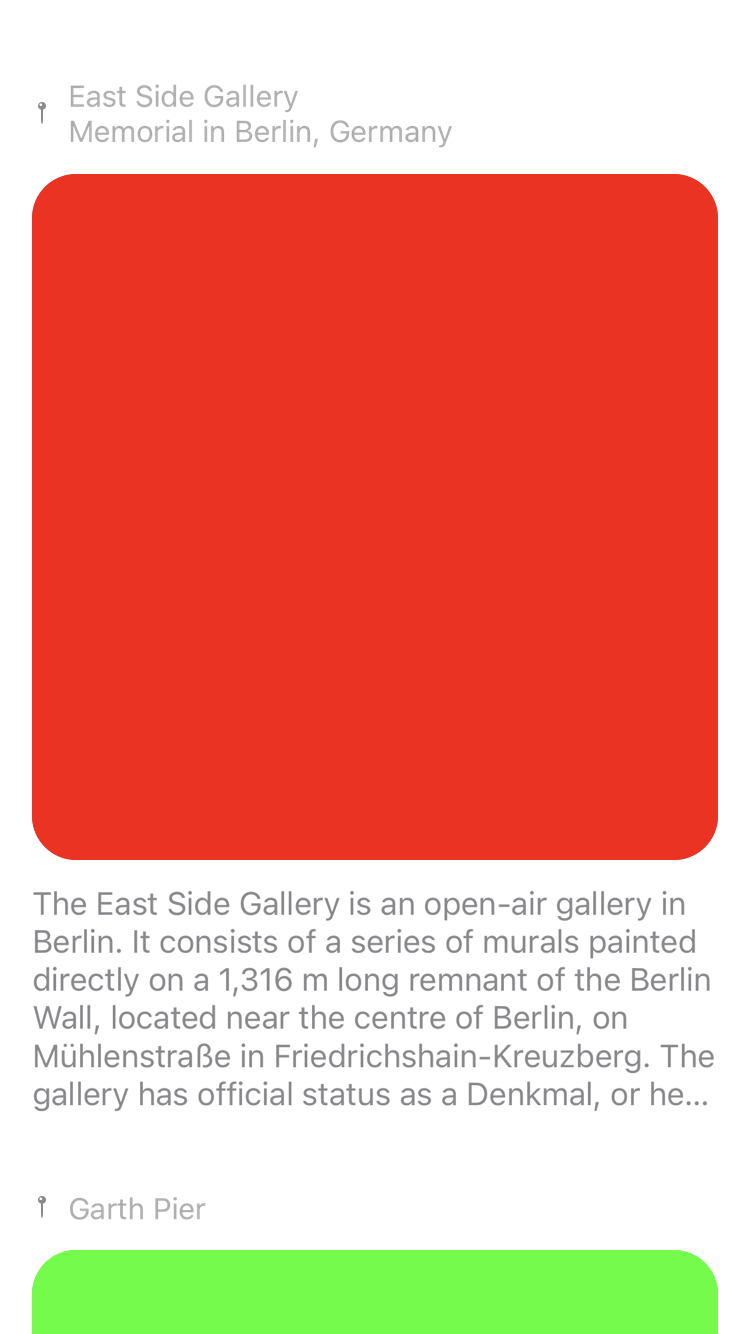 East Side Gallery
Memorial in Berlin, Germany
The East Side Gallery is an open-air gallery in
Berlin. It consists of a series of murals painted
directly on a 1,316 m long remnant of the Berlin
Wall, located near the centre of Berlin, on
Mühlenstraße in Friedrichshain-Kreuzberg. The
gallery has official status as a Denkmal, or he...
Garth Pier